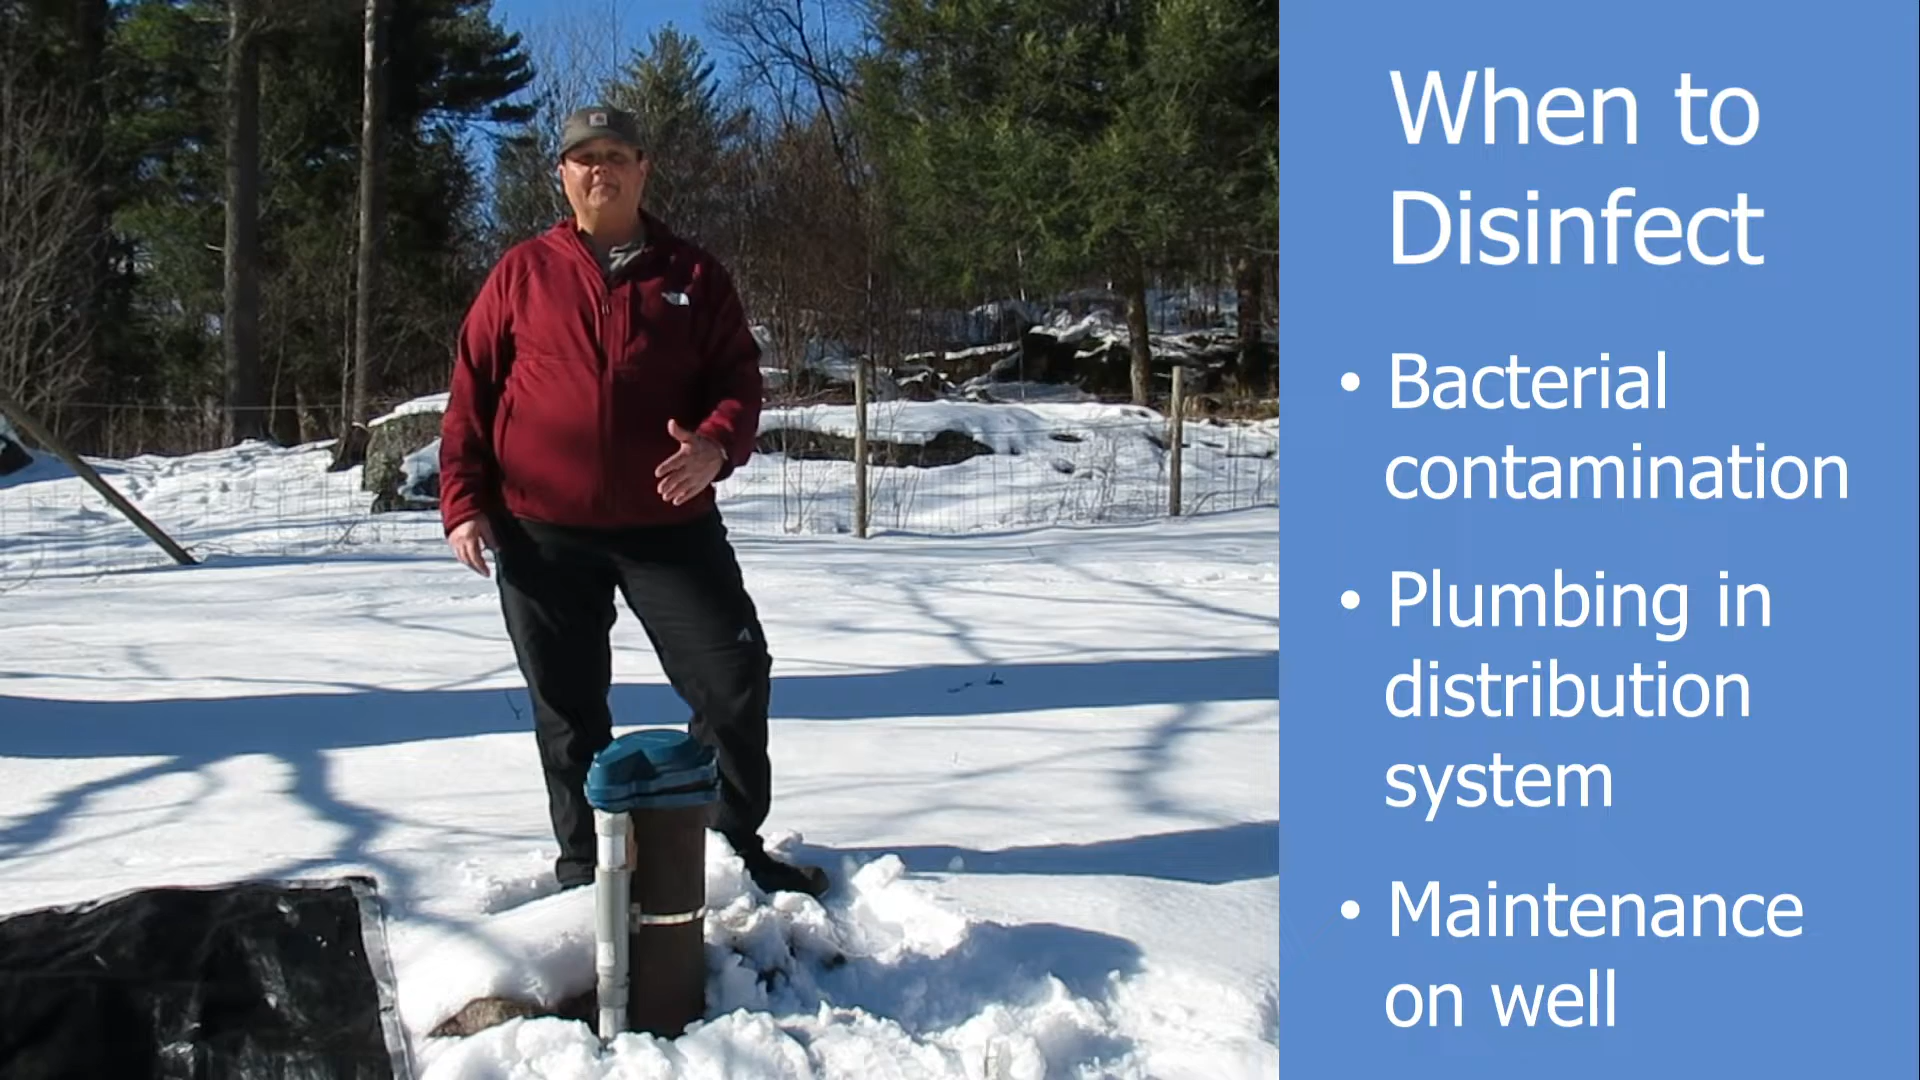 When to
Disinfect
• Bacterial
contamination
• Plumbing in
distribution
system
• Maintenance
on well